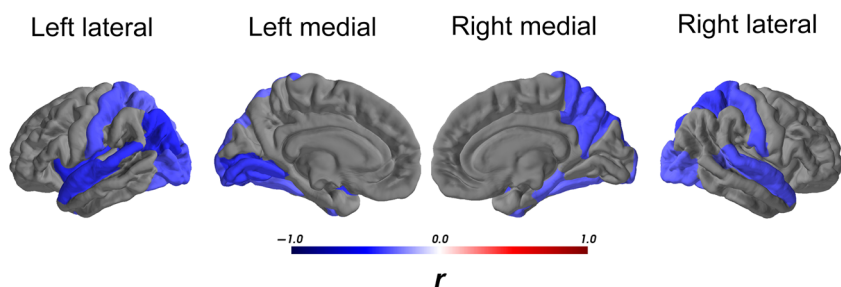 Left lateral
Left medial
Right medial
Right lateral
−1.0
0.0
1.0
r